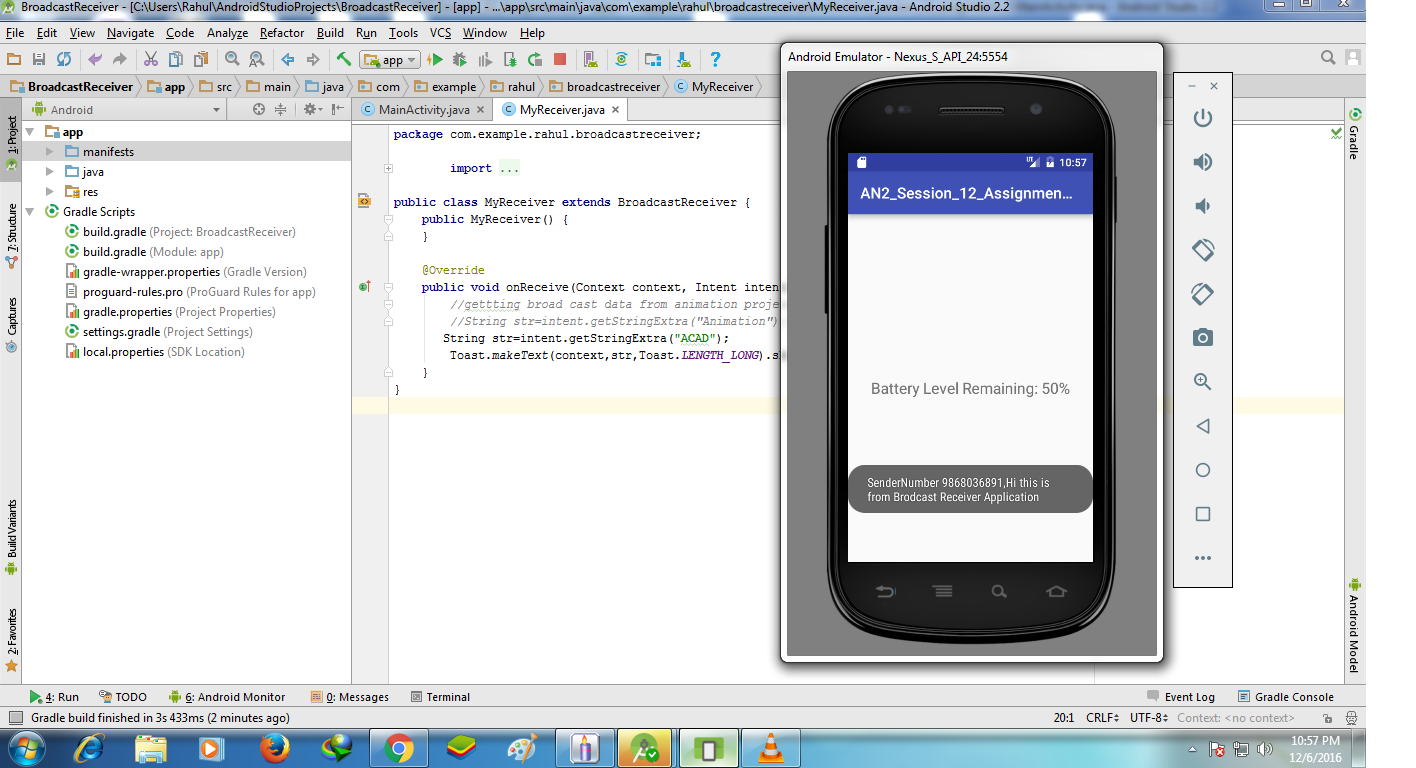 BroadcastReceiver - [C:\Users\Rahul\AndroidStudioProjects\BroadcastReceiver] - [app] - ...\app\src\main\java\com\example\rahul\broadcastreceiver\MyReceiver.java - Android Studio 2.2
File Edit View Navigate Code Analyze Refactor Build Run Tools VCS Window Help
app
BroadcastReceiver app src main java com example rahul broadcastreceiver MyReceiver
Android
MainActivity.java
MyReceiver.java
1: Project
7: Structure
Captures
Build Variants
2: Favorites
app
manifests
java
res
Gradle Scripts
build.gradle (Project: BroadcastReceiver)
build.gradle (Module: app)
gradle-wrapper.properties (Gradle Version)
proguard-rules.pro (ProGuard Rules for app)
gradle.properties (Project Properties)
settings.gradle (Project Settings)
local.properties (SDK Location)
package com.example.rahul.broadcastreceiver;
import ...
public class MyReceiver extends BroadcastReceiver {
public MyReceiver() {
}
@Override
public void onReceive(Context context, Intent inten
//gettting broad cast data from animation proje
//String str=intent.getStringExtra("Animation")
String str=intent.getStringExtra("ACAD");
Toast.makeText(context,str,Toast.LENGTH_LONG).s
}
}
Android Emulator - Nexus_S_API_24:5554
10:57
AN2_Session_12_Assignmen...
Battery Level Remaining: 50%
SenderNumber 9868036891,Hi this is
from Brodcast Receiver Application
Gradle
Android Model
4: Run TODO 6: Android Monitor 0: Messages Terminal Event Log Gradle Console
Gradle build finished in 3s 433ms (2 minutes ago) 20:1 CRLF UTF-8 Context: <no context>
10:57 PM
12/6/2016